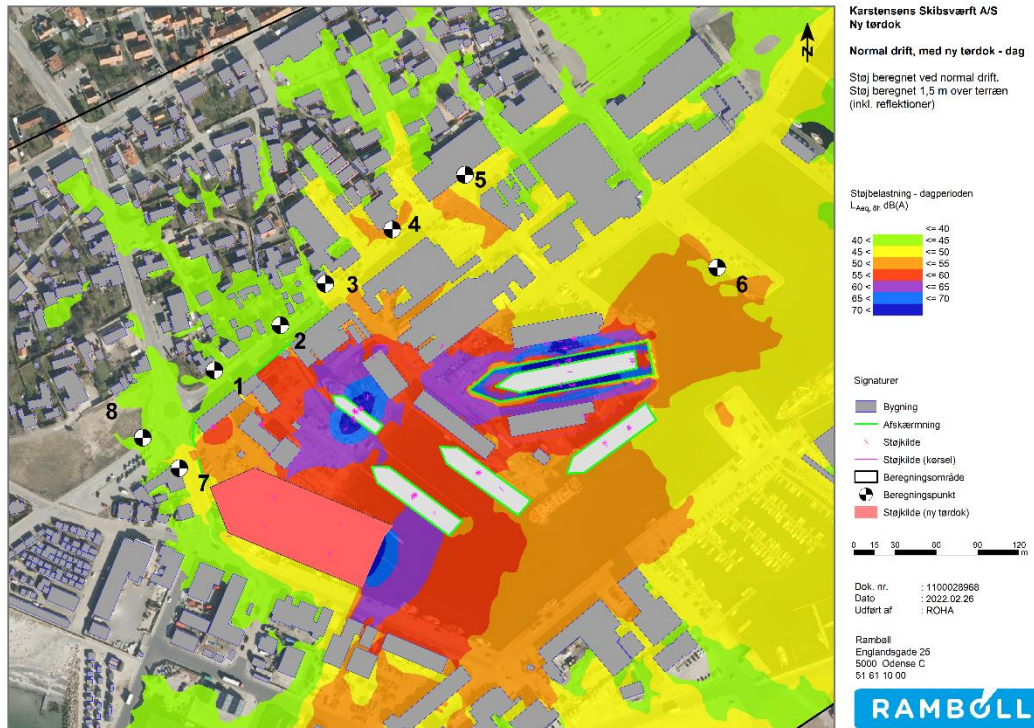 Karstensens Skibsværft A/S
Ny tørdok
Normal drift, med ny tørdok - dag
Støj beregnet ved normal drift.
Støj beregnet 1,5 m over terræn
(inkl. reflektioner)
N
5
4
6
3
2
1
8
7
Støjbelastning - dagperioden
LAeq, 8h dB(A)
<= 40
40 < <= 45
45 < <= 50
50 < <= 55
55 < <= 60
60 < <= 65
65 < <= 70
70 <
Signaturer
Bygning
Afskærmning
Støjkilde
Støjkilde (kørsel)
Beregningsområde
Beregningspunkt
Støjkilde (ny tørdok)
0 15 30 60 90 120
m
Dok. nr. : 1100028968
Dato : 2022.02.26
Udført af : ROHA
Rambøll
Englandsgade 25
5000 Odense C
51 61 10 00
RAMBOLL